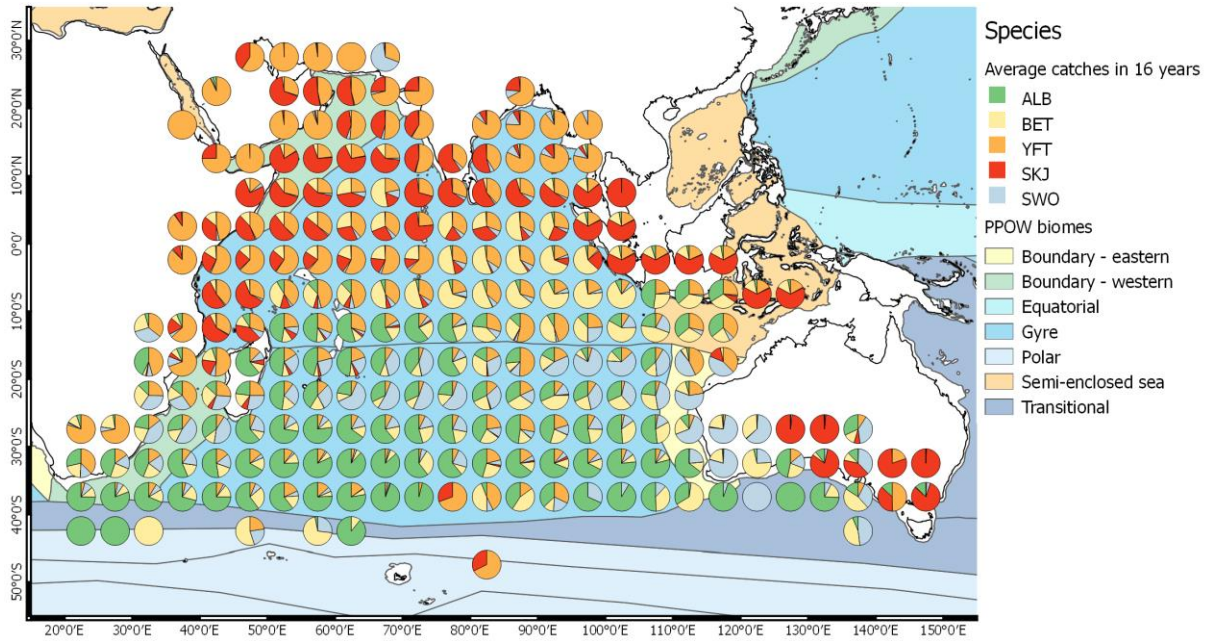 30°0'N
20°0'N
10°0'N
0°0'
10°0'S
20°0'S
30°0'S
40°0'S
50°0'S
20°0'E 30°0'E 40°0'E 50°0'E 60°0'E 70°0'E 80°0'E 90°0'E 100°0'E 110°0'E 120°0'E 130°0'E 140°0'E 150°0'E
Species
Average catches in 16 years
ALB
BET
YFT
SKJ
SWO
PPOW biomes
Boundary - eastern
Boundary - western
Equatorial
Gyre
Polar
Semi-enclosed sea
Transitional